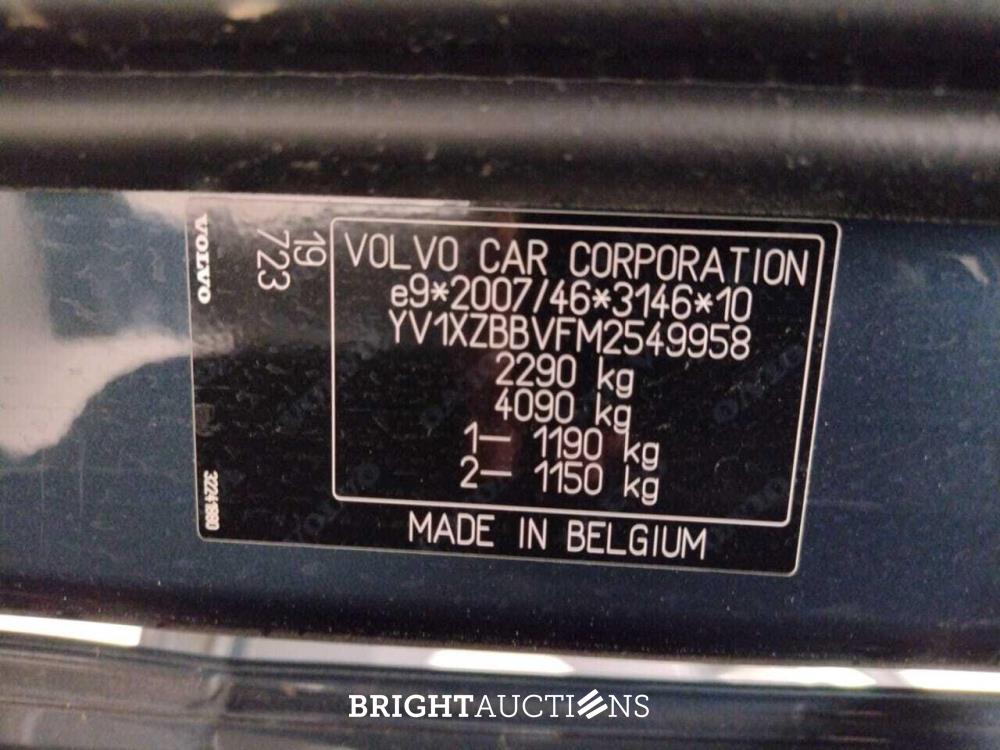 VOLVO
19
723
VOLVO CAR CORPORATION
e9*2007/46*3146*10
YV1XZBBVFM2549958
2290 kg
4090 kg
1– 1190 kg
2– 1150 kg
MADE IN BELGIUM
BRIGHTAUCTIONS